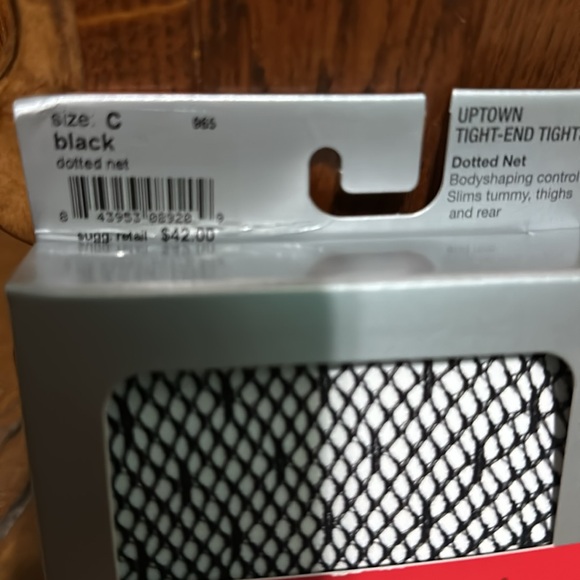 size: C 965
black
dotted net
8 43953 08920 9
sugg retail $42.00
UPTOWN
TIGHT-END TIGHTS
Dotted Net
Bodyshaping control
Slims tummy, thighs
and rear